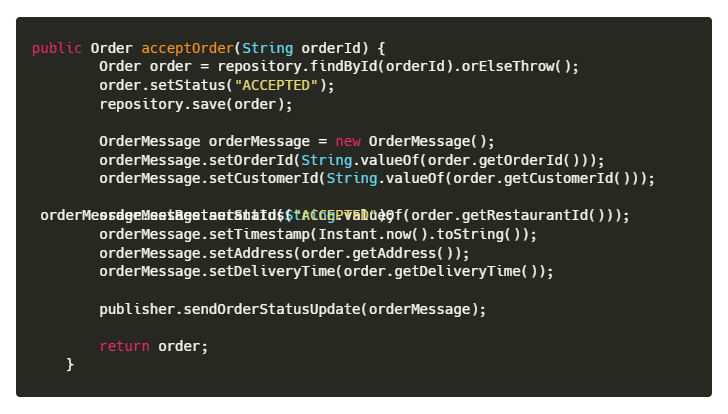 public Order acceptOrder(String orderId) {
Order order = repository.findById(orderId).orElseThrow();
order.setStatus("ACCEPTED");
repository.save(order);
OrderMessage orderMessage = new OrderMessage();
orderMessage.setOrderId(String.valueOf(order.getOrderId()));
orderMessage.setCustomerId(String.valueOf(order.getCustomerId()));
orderMessage.setRestaurantId(String.valueOf(order.getRestaurantId()));
orderMessage.setStatus("ACCEPTED");
orderMessage.setTimestamp(Instant.now().toString());
orderMessage.setAddress(order.getAddress());
orderMessage.setDeliveryTime(order.getDeliveryTime());
publisher.sendOrderStatusUpdate(orderMessage);
return order;
}